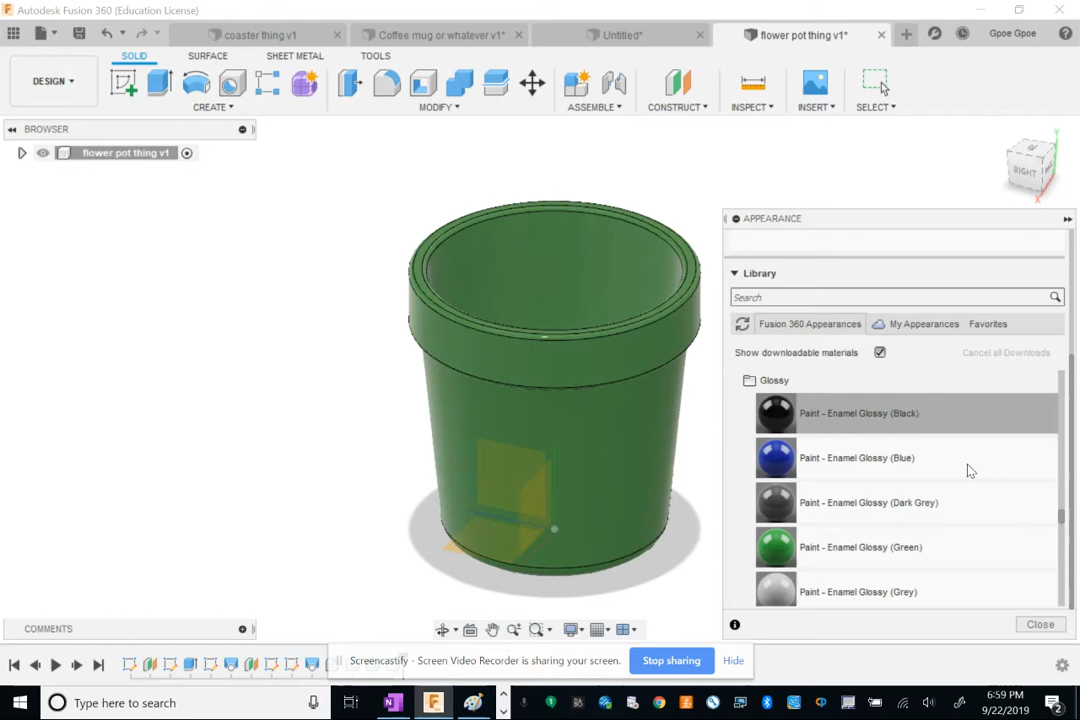 Autodesk Fusion 360 (Education License)
coaster thing v1
Coffee mug or whatever v1*
Untitled*
flower pot thing v1*
Gpoe Gpoe
SOLID
SURFACE
SHEET METAL
TOOLS
DESIGN
CREATE
MODIFY
ASSEMBLE
CONSTRUCT
INSPECT
INSERT
SELECT
BROWSER
flower pot thing v1
RIGHT
Y
X
APPEARANCE
Library
Search
Fusion 360 Appearances
My Appearances
Favorites
Show downloadable materials
Cancel all Downloads
Glossy
Paint - Enamel Glossy (Black)
Paint - Enamel Glossy (Blue)
Paint - Enamel Glossy (Dark Grey)
Paint - Enamel Glossy (Green)
Paint - Enamel Glossy (Grey)
Close
COMMENTS
Screencastify - Screen Video Recorder is sharing your screen.
Stop sharing
Hide
Type here to search
6:59 PM
9/22/2019
2